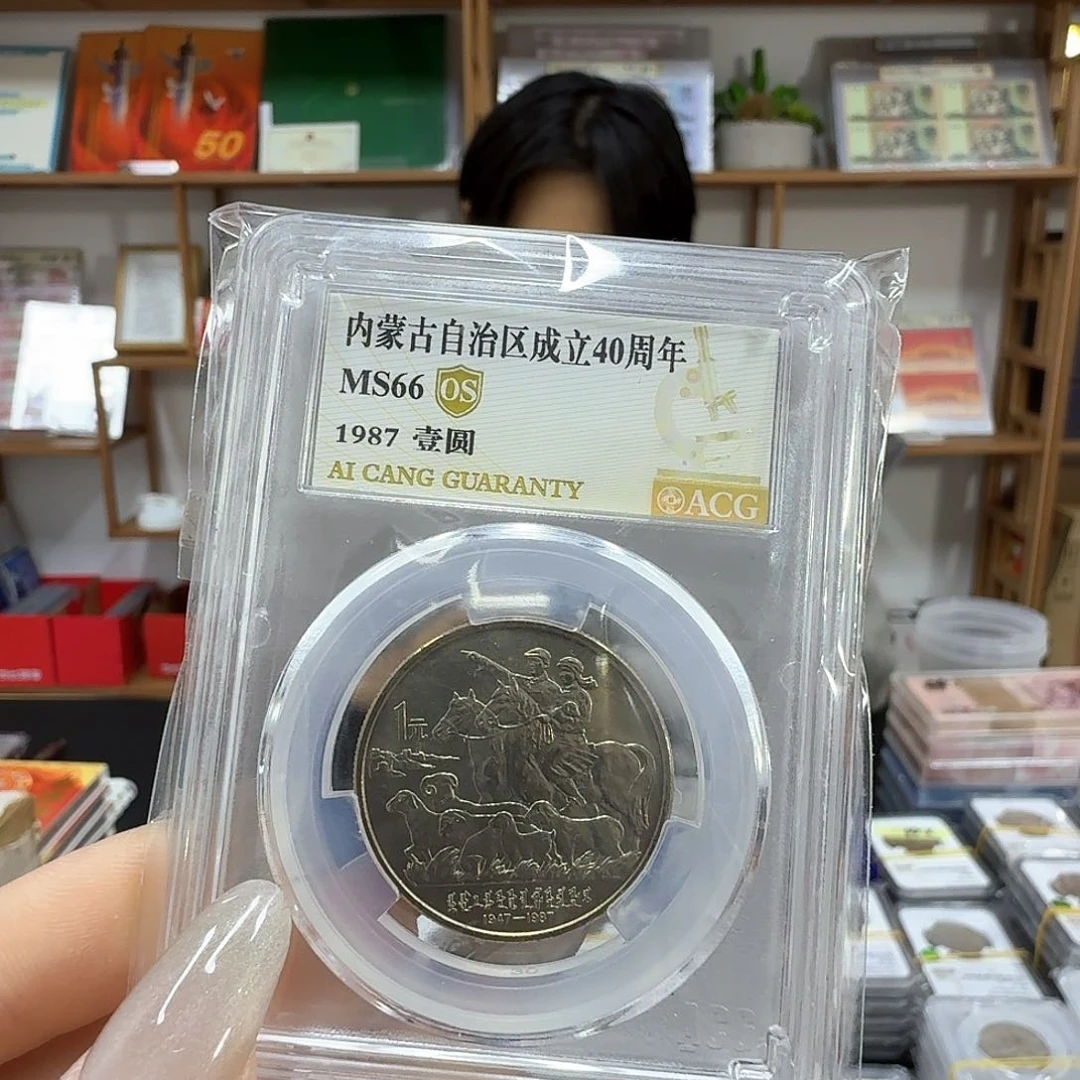 50
内蒙古自治区成立40周年
MS66 OS
1987 壹圆
AI CANG GUARANTY
ACG
1元
1947—1987